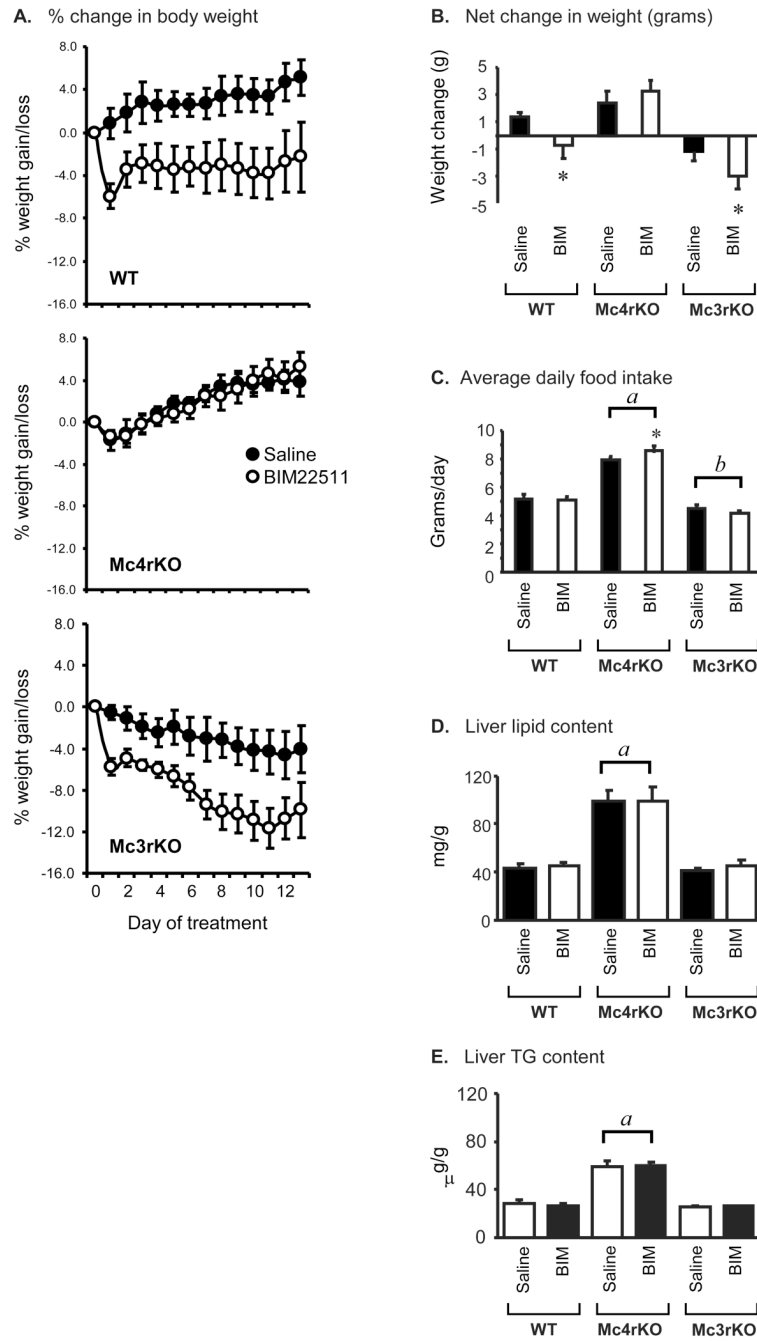 A. % change in body weight
8.0
4.0
0.0
-4.0
-8.0
-12.0
-16.0
% weight gain/loss
WT
8.0
4.0
0.0
-4.0
-8.0
-12.0
-16.0
% weight gain/loss
Saline
BIM22511
Mc4rKO
8.0
4.0
0.0
-4.0
-8.0
-12.0
-16.0
% weight gain/loss
Mc3rKO
0 2 4 6 8 10 12
Day of treatment
B. Net change in weight (grams)
Weight change (g)
5
3
1
-1
-3
-5
* *
Saline BIM Saline BIM Saline BIM
WT Mc4rKO Mc3rKO
C. Average daily food intake
Grams/day
10
8
6
4
2
0
a
*
b
Saline BIM Saline BIM Saline BIM
WT Mc4rKO Mc3rKO
D. Liver lipid content
mg/g
120
80
40
0
a
Saline BIM Saline BIM Saline BIM
WT Mc4rKO Mc3rKO
E. Liver TG content
µg/g
120
80
40
0
a
Saline BIM Saline BIM Saline BIM
WT Mc4rKO Mc3rKO